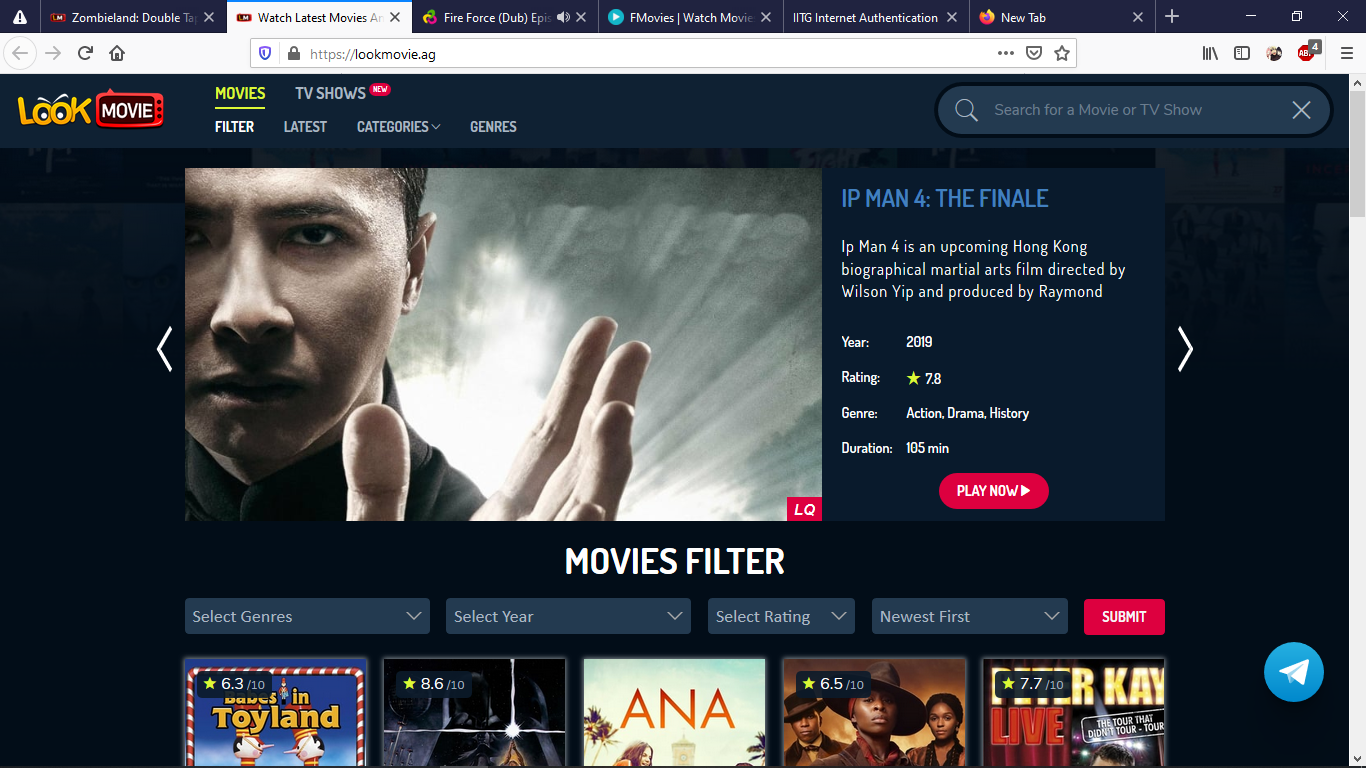 Zombieland: Double Tap
Watch Latest Movies An
Fire Force (Dub) Epis
FMovies | Watch Movie
IITG Internet Authentication
New Tab
https://lookmovie.ag
ABP
4
LOOK MOVIE
MOVIES
TV SHOWS NEW
FILTER
LATEST
CATEGORIES
GENRES
Search for a Movie or TV Show
IP MAN 4: THE FINALE
Ip Man 4 is an upcoming Hong Kong
biographical martial arts film directed by
Wilson Yip and produced by Raymond
Year: 2019
Rating: 7.8
Genre: Action, Drama, History
Duration: 105 min
PLAY NOW
LQ
MOVIES FILTER
Select Genres
Select Year
Select Rating
Newest First
SUBMIT
6.3 /10
Babes in
Toyland
8.6 /10
ANA
6.5 /10
7.7 /10
PETER KAY
LIVE
THE TOUR THAT
DIDN'T TOUR - TOUR